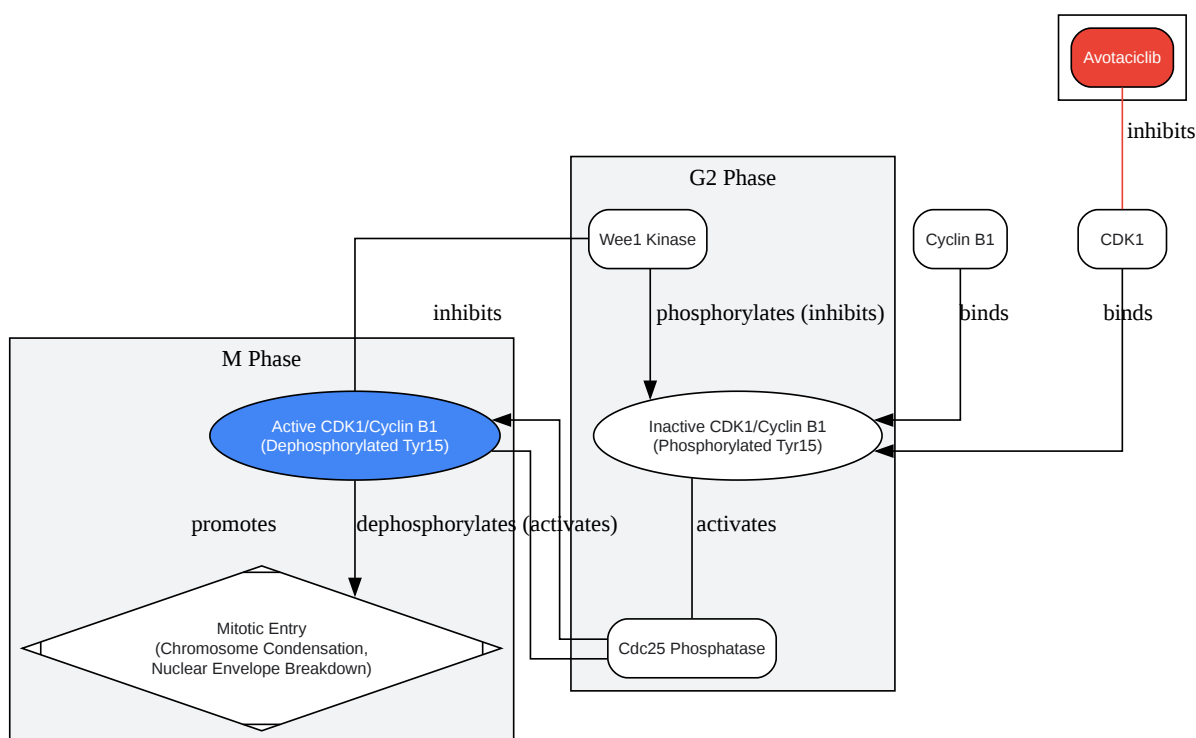 Avotaciclib
inhibits
G2 Phase
Wee1 Kinase
Cyclin B1
CDK1
inhibits
phosphorylates (inhibits)
binds
binds
M Phase
Active CDK1/Cyclin B1
(Dephosphorylated Tyr15)
Inactive CDK1/Cyclin B1
(Phosphorylated Tyr15)
promotes
dephosphorylates (activates)
activates
Mitotic Entry
(Chromosome Condensation,
Nuclear Envelope Breakdown)
Cdc25 Phosphatase